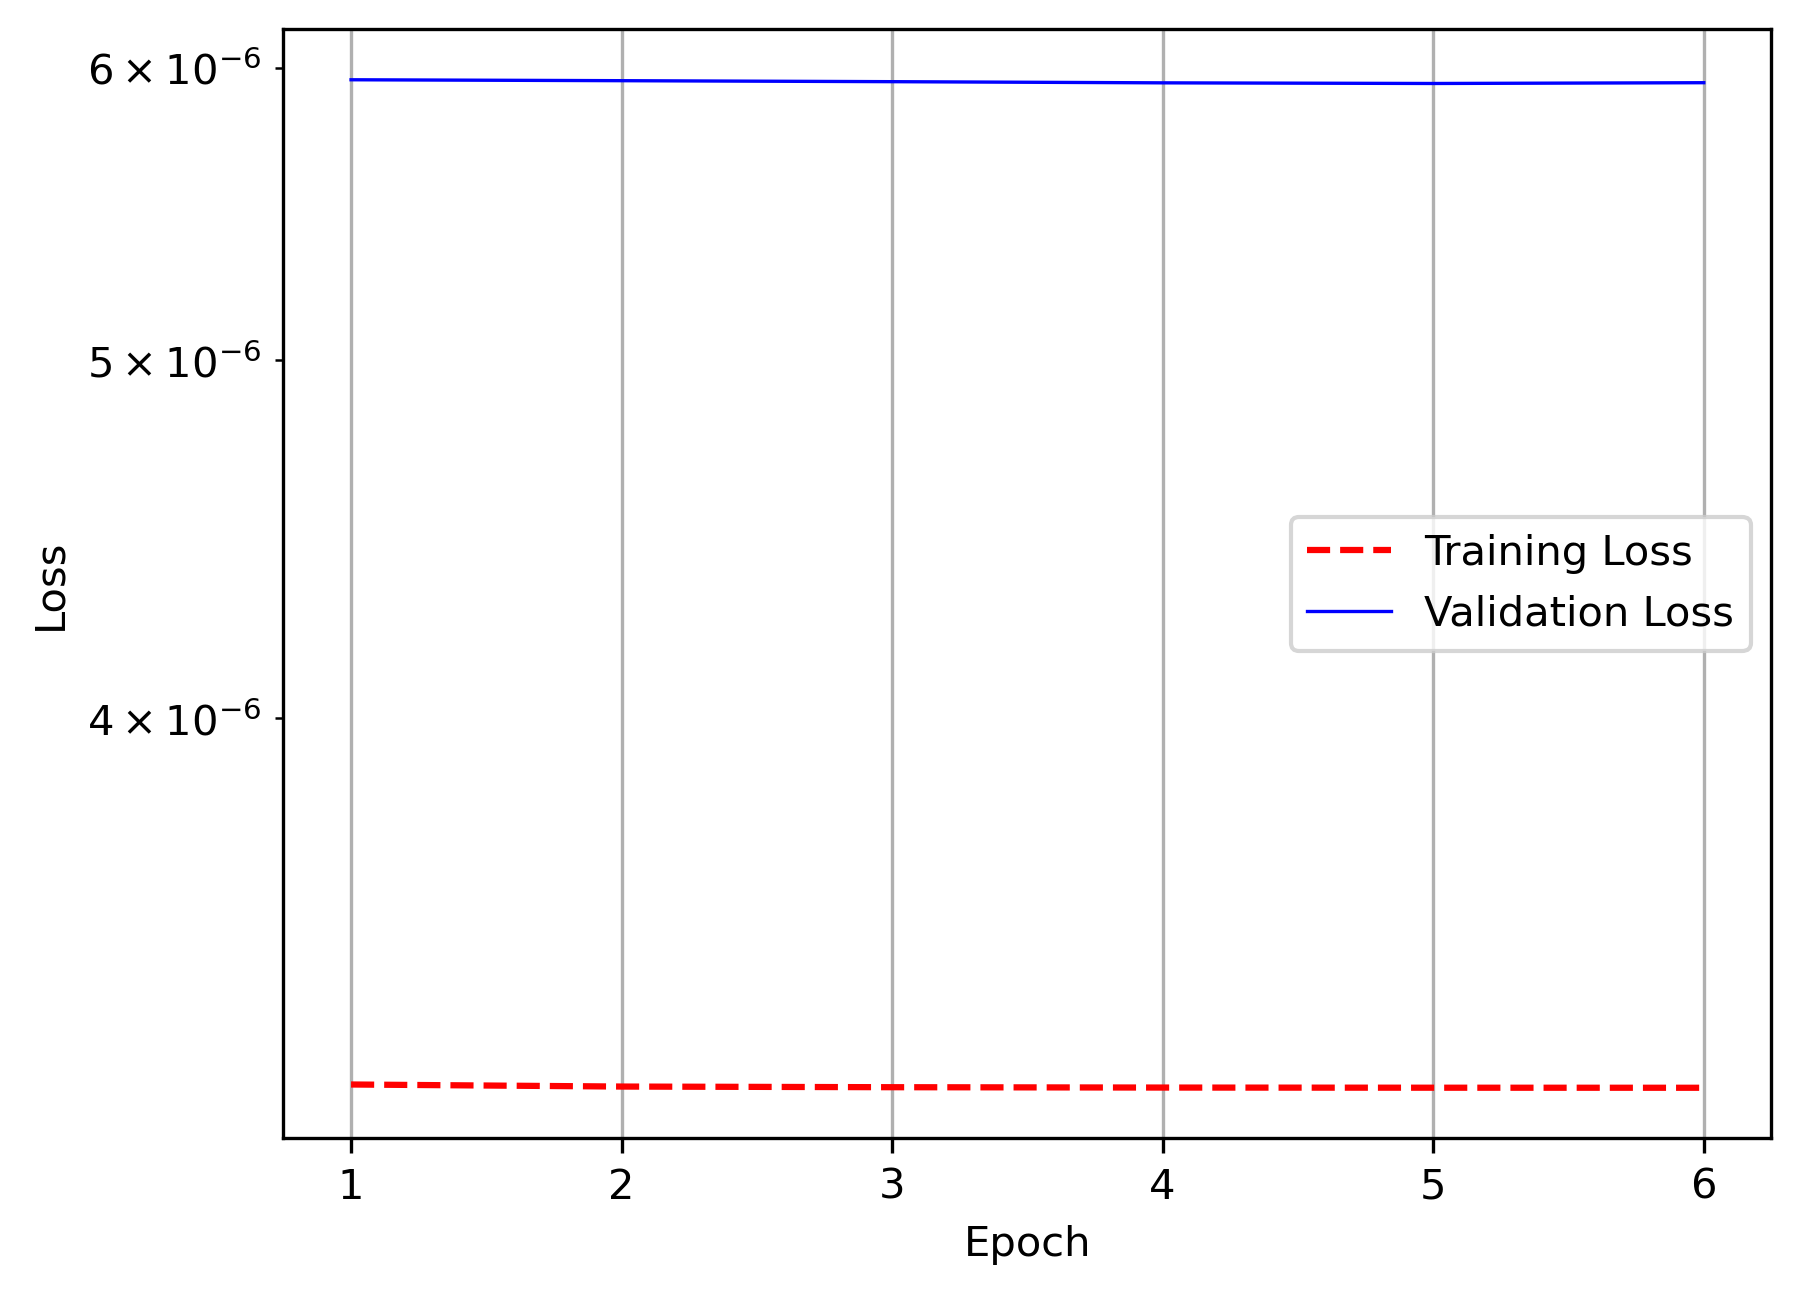 6 × 10⁻⁶
5 × 10⁻⁶
4 × 10⁻⁶
Loss
Training Loss
Validation Loss
1 2 3 4 5 6
Epoch